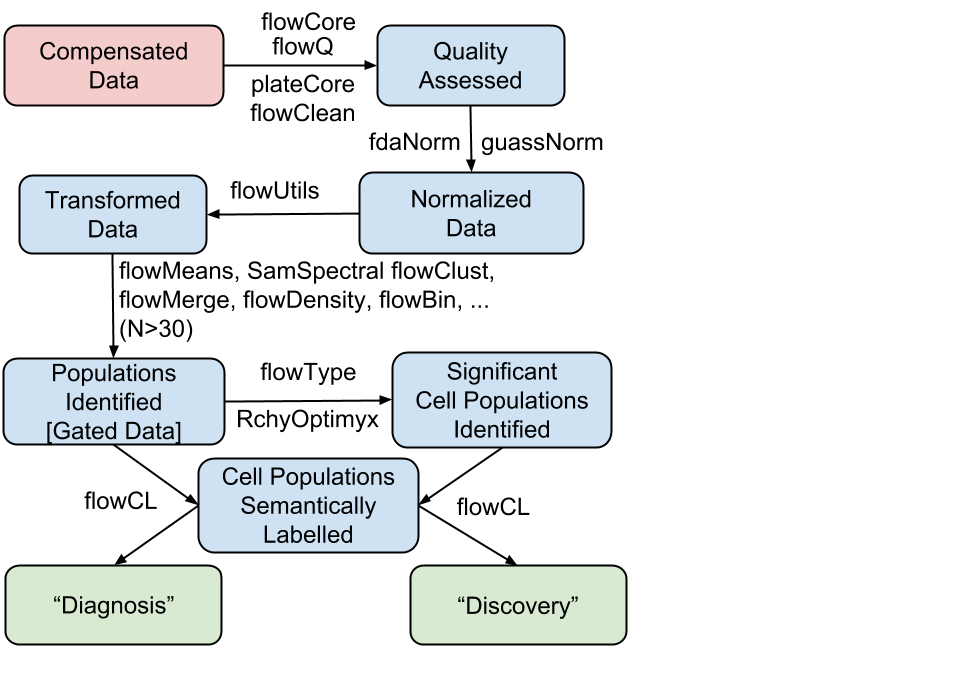 flowCore
flowQ
Compensated
Data
Quality
Assessed
plateCore
flowClean
fdaNorm
guassNorm
Transformed
Data
flowUtils
Normalized
Data
flowMeans, SamSpectral flowClust,
flowMerge, flowDensity, flowBin, ...
(N>30)
Populations
Identified
[Gated Data]
flowType
RchyOptimyx
Significant
Cell Populations
Identified
flowCL
Cell Populations
Semantically
Labelled
flowCL
“Diagnosis”
“Discovery”